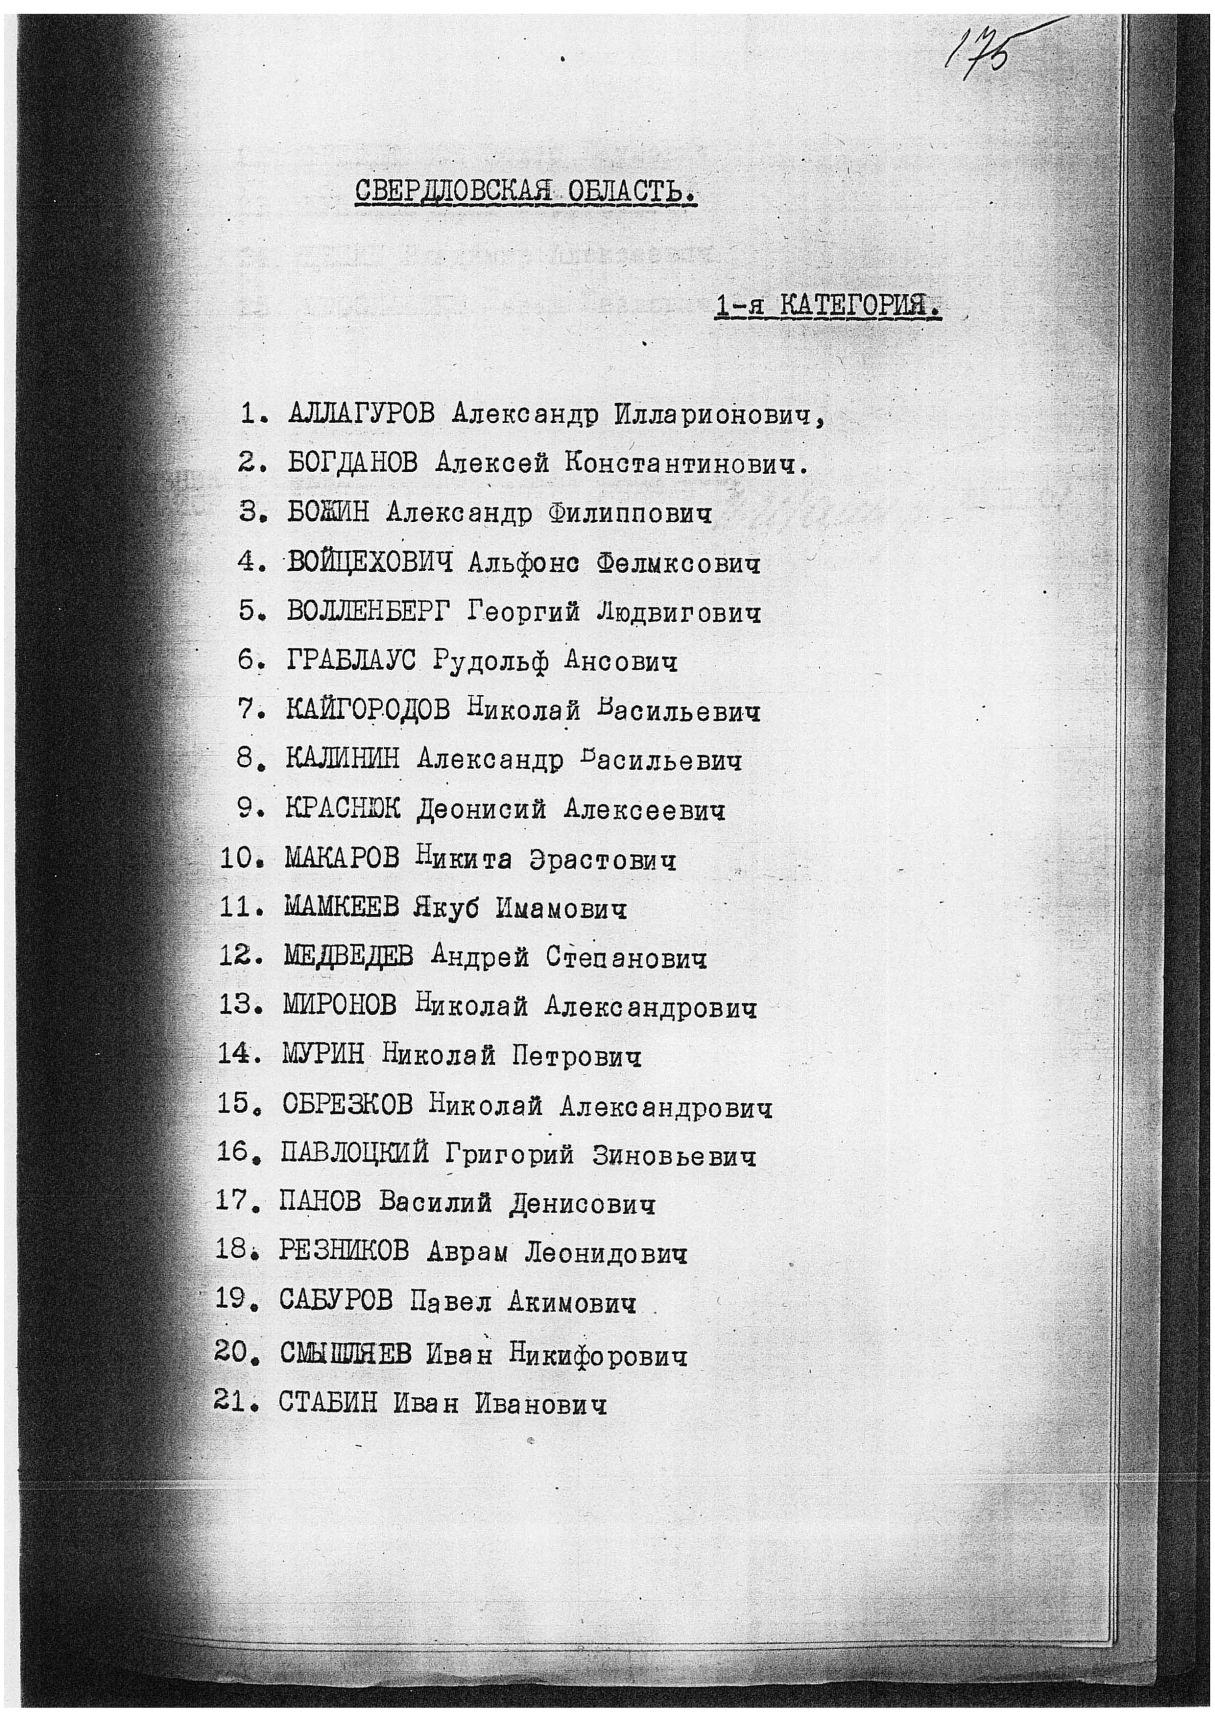 175
СВЕРДЛОВСКАЯ ОБЛАСТЬ.
1-я КАТЕГОРИЯ.
1. АЛЛАГУРОВ Александр Илларионович,
2. БОГДАНОВ Алексей Константинович.
3. БОЖИН Александр Филиппович
4. ВОЙЦЕХОВИЧ Альфонс Фелмксович
5. ВОЛЛЕНБЕРГ Георгий Людвигович
6. ГРАБЛАУС Рудольф Ансович
7. КАЙГОРОДОВ Николай Васильевич
8. КАЛИНИН Александр Васильевич
9. КРАСНЮК Деонисий Алексеевич
10. МАКАРОВ Никита Эрастович
11. МАМКЕЕВ Якуб Имамович
12. МЕДВЕДЕВ Андрей Степанович
13. МИРОНОВ Николай Александрович
14. МУРИН Николай Петрович
15. ОБРЕЗКОВ Николай Александрович
16. ПАВЛОЦКИЙ Григорий Зиновьевич
17. ПАНОВ Василий Денисович
18. РЕЗНИКОВ Аврам Леонидович
19. САБУРОВ Павел Акимович
20. СМЫШЛЯЕВ Иван Никифорович
21. СТАБИН Иван Иванович